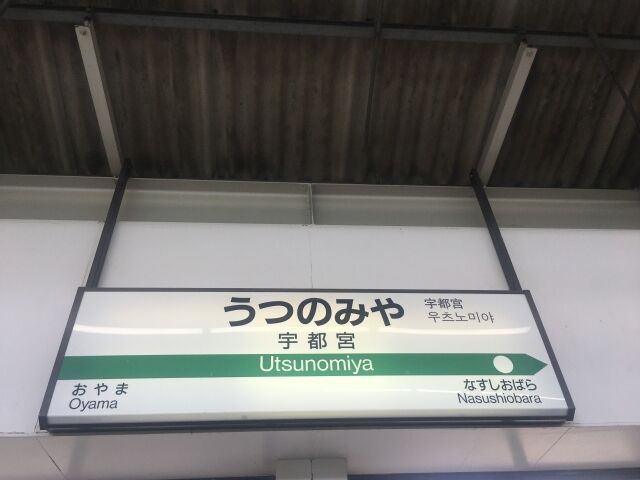 うつのみや
宇都宮
우츠노미야
宇都宮
Utsunomiya
おやま
Oyama
なすしおばら
Nasushiobara